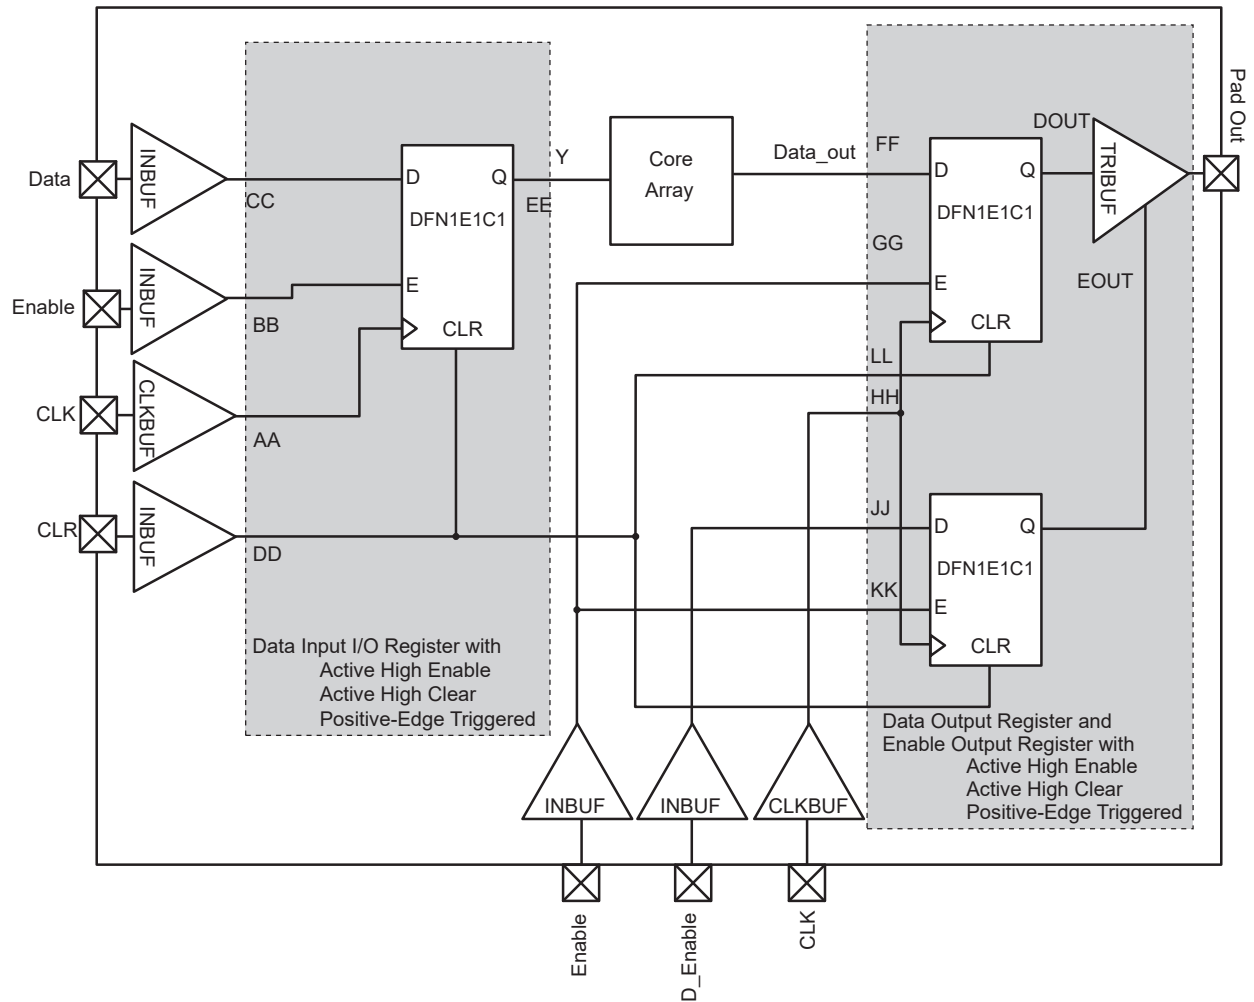 Data
INBUF
CC
D
Q
DFN1E1C1
E
CLR
Y
EE
Core
Array
Data_out
FF
D
Q
DFN1E1C1
GG
E
CLR
DOUT
TRIBUF
EOUT
Pad Out
Enable
INBUF
BB
CLK
CLKBUF
AA
CLR
INBUF
DD
LL
HH
JJ
D
Q
DFN1E1C1
KK
E
CLR
Data Input I/O Register with
Active High Enable
Active High Clear
Positive-Edge Triggered
Data Output Register and
Enable Output Register with
Active High Enable
Active High Clear
Positive-Edge Triggered
INBUF
INBUF
CLKBUF
Enable
D_Enable
CLK